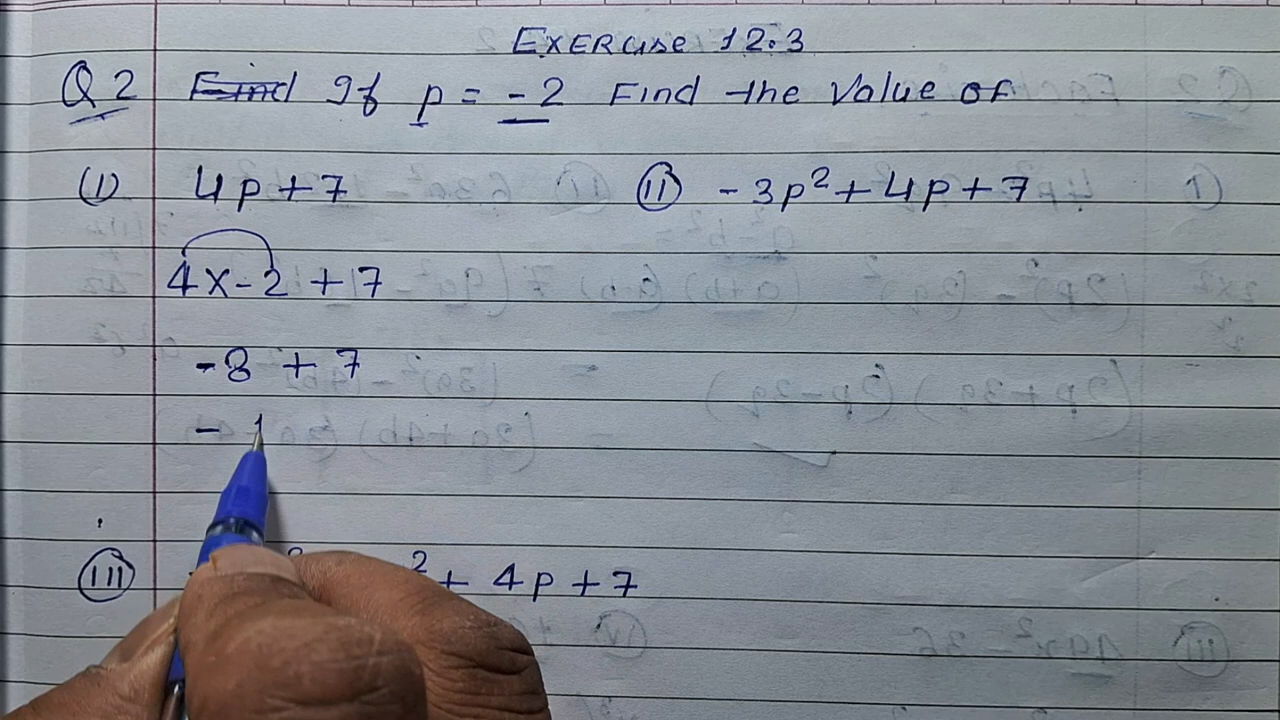 EXERCISE 12.3
Q2 Find If p = -2 Find the Value of
(I) 4p+7 (II) -3p²+4p+7
4x-2 +7
-8 + 7
- 1
(III) ² + 4p+7